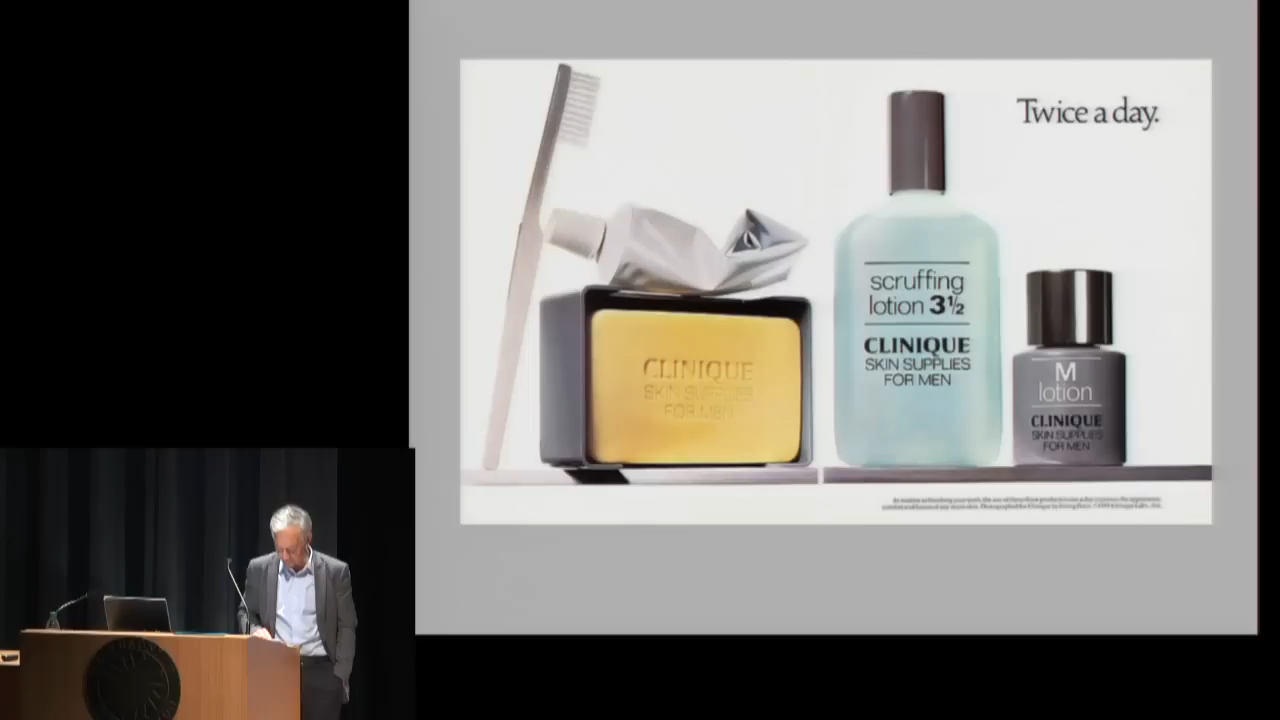 Twice a day.
CLINIQUE
SKIN SUPPLIES
FOR MEN
scruffing
lotion 3½
CLINIQUE
SKIN SUPPLIES
FOR MEN
M
lotion
CLINIQUE
SKIN SUPPLIES
FOR MEN